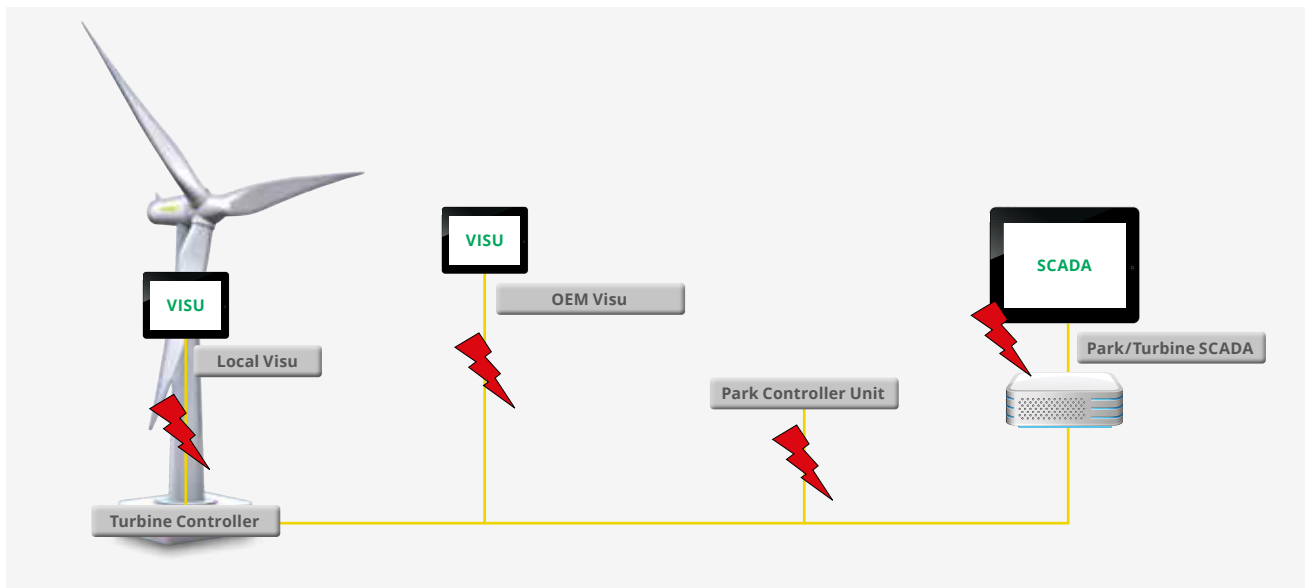 VISU
OEM Visu
SCADA
VISU
Local Visu
Park/Turbine SCADA
Park Controller Unit
Turbine Controller